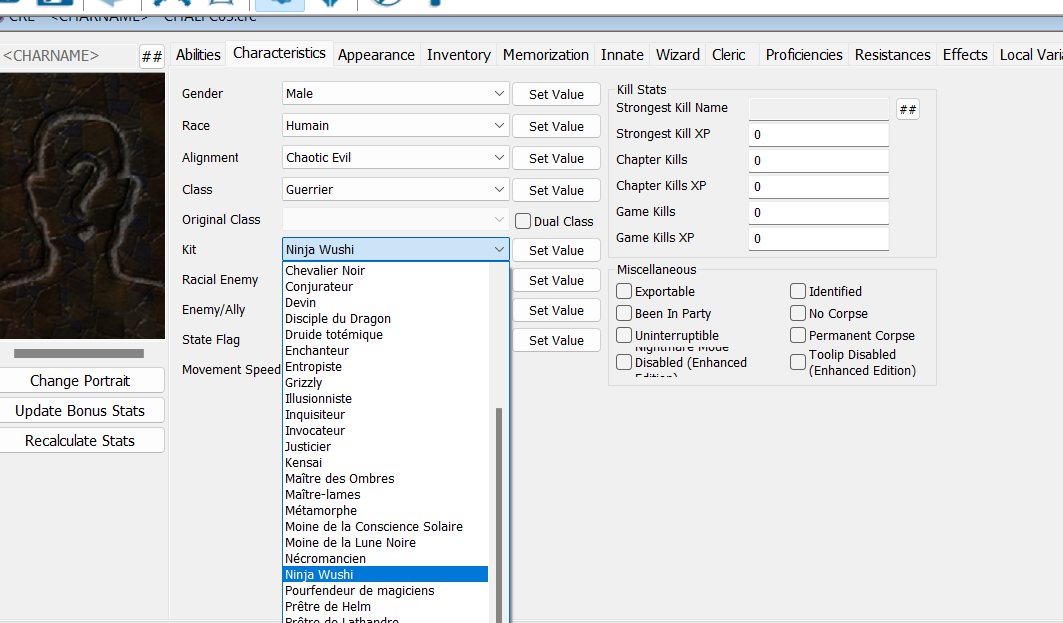 CRE <CHARNAME> CHALPC03.cre
<CHARNAME>
##
Abilities Characteristics Appearance Inventory Memorization Innate Wizard Cleric Proficiencies Resistances Effects Local Vari
Gender Male Set Value
Race Humain Set Value
Alignment Chaotic Evil Set Value
Class Guerrier Set Value
Original Class Dual Class
Kit Ninja Wushi Set Value
Racial Enemy Set Value
Enemy/Ally Set Value
State Flag Set Value
Movement Speed
Chevalier Noir
Conjurateur
Devin
Disciple du Dragon
Druide totémique
Enchanteur
Entropiste
Grizzly
Illusionniste
Inquisiteur
Invocateur
Justicier
Kensai
Maître des Ombres
Maître-lames
Métamorphe
Moine de la Conscience Solaire
Moine de la Lune Noire
Nécromancien
Ninja Wushi
Pourfendeur de magiciens
Prêtre de Helm
Prêtre de Lathandre
Change Portrait
Update Bonus Stats
Recalculate Stats
Kill Stats
Strongest Kill Name ##
Strongest Kill XP 0
Chapter Kills 0
Chapter Kills XP 0
Game Kills 0
Game Kills XP 0
Miscellaneous
Exportable Identified
Been In Party No Corpse
Uninterruptible Permanent Corpse
Nightmare Mode
Disabled (Enhanced
Edition)
Toolip Disabled
(Enhanced Edition)